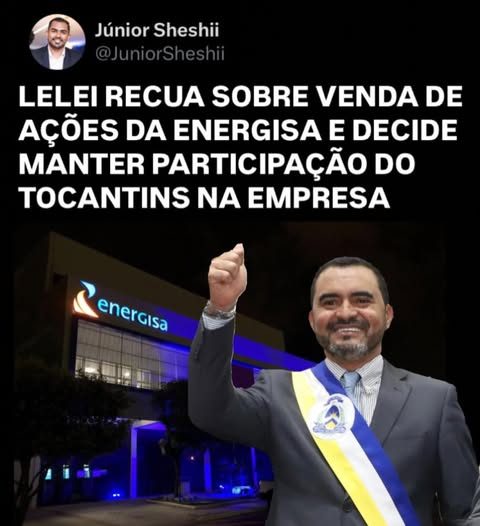 Júnior Sheshii
@JuniorSheshii
LELEI RECUA SOBRE VENDA DE
AÇÕES DA ENERGISA E DECIDE
MANTER PARTICIPAÇÃO DO
TOCANTINS NA EMPRESA
energisa